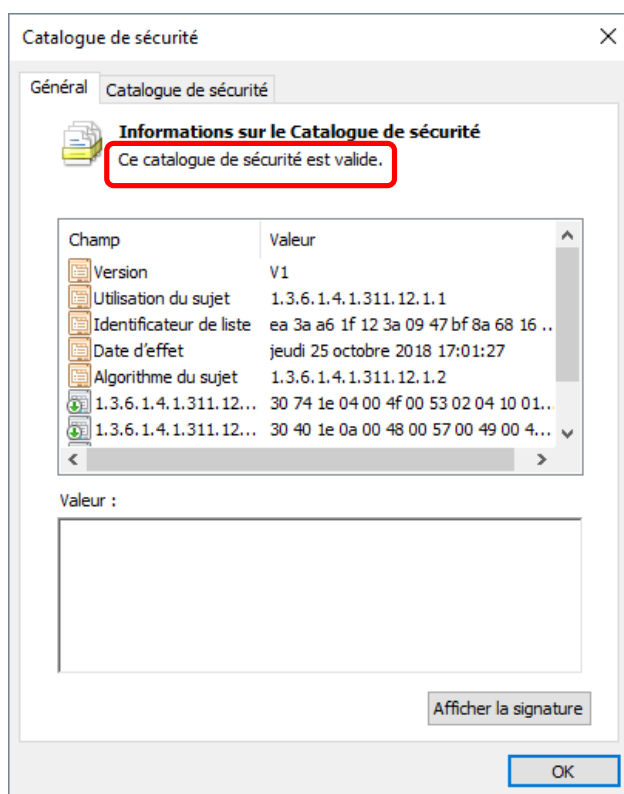 Catalogue de sécurité
Général Catalogue de sécurité
Informations sur le Catalogue de sécurité
Ce catalogue de sécurité est valide.
Champ Valeur
Version V1
Utilisation du sujet 1.3.6.1.4.1.311.12.1.1
Identificateur de liste ea 3a a6 1f 12 3a 09 47 bf 8a 68 16 ...
Date d'effet jeudi 25 octobre 2018 17:01:27
Algorithme du sujet 1.3.6.1.4.1.311.12.1.2
1.3.6.1.4.1.311.12... 30 74 1e 04 00 4f 00 53 02 04 10 01...
1.3.6.1.4.1.311.12... 30 40 1e 0a 00 48 00 57 00 49 00 4...
Valeur :
Afficher la signature
OK